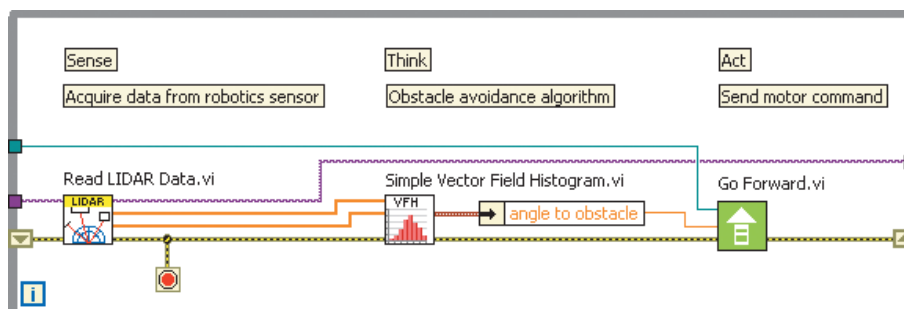 Sense
Think
Act
Acquire data from robotics sensor
Obstacle avoidance algorithm
Send motor command
Read LIDAR Data.vi
Simple Vector Field Histogram.vi
Go Forward.vi
LIDAR
VFH
angle to obstacle
i